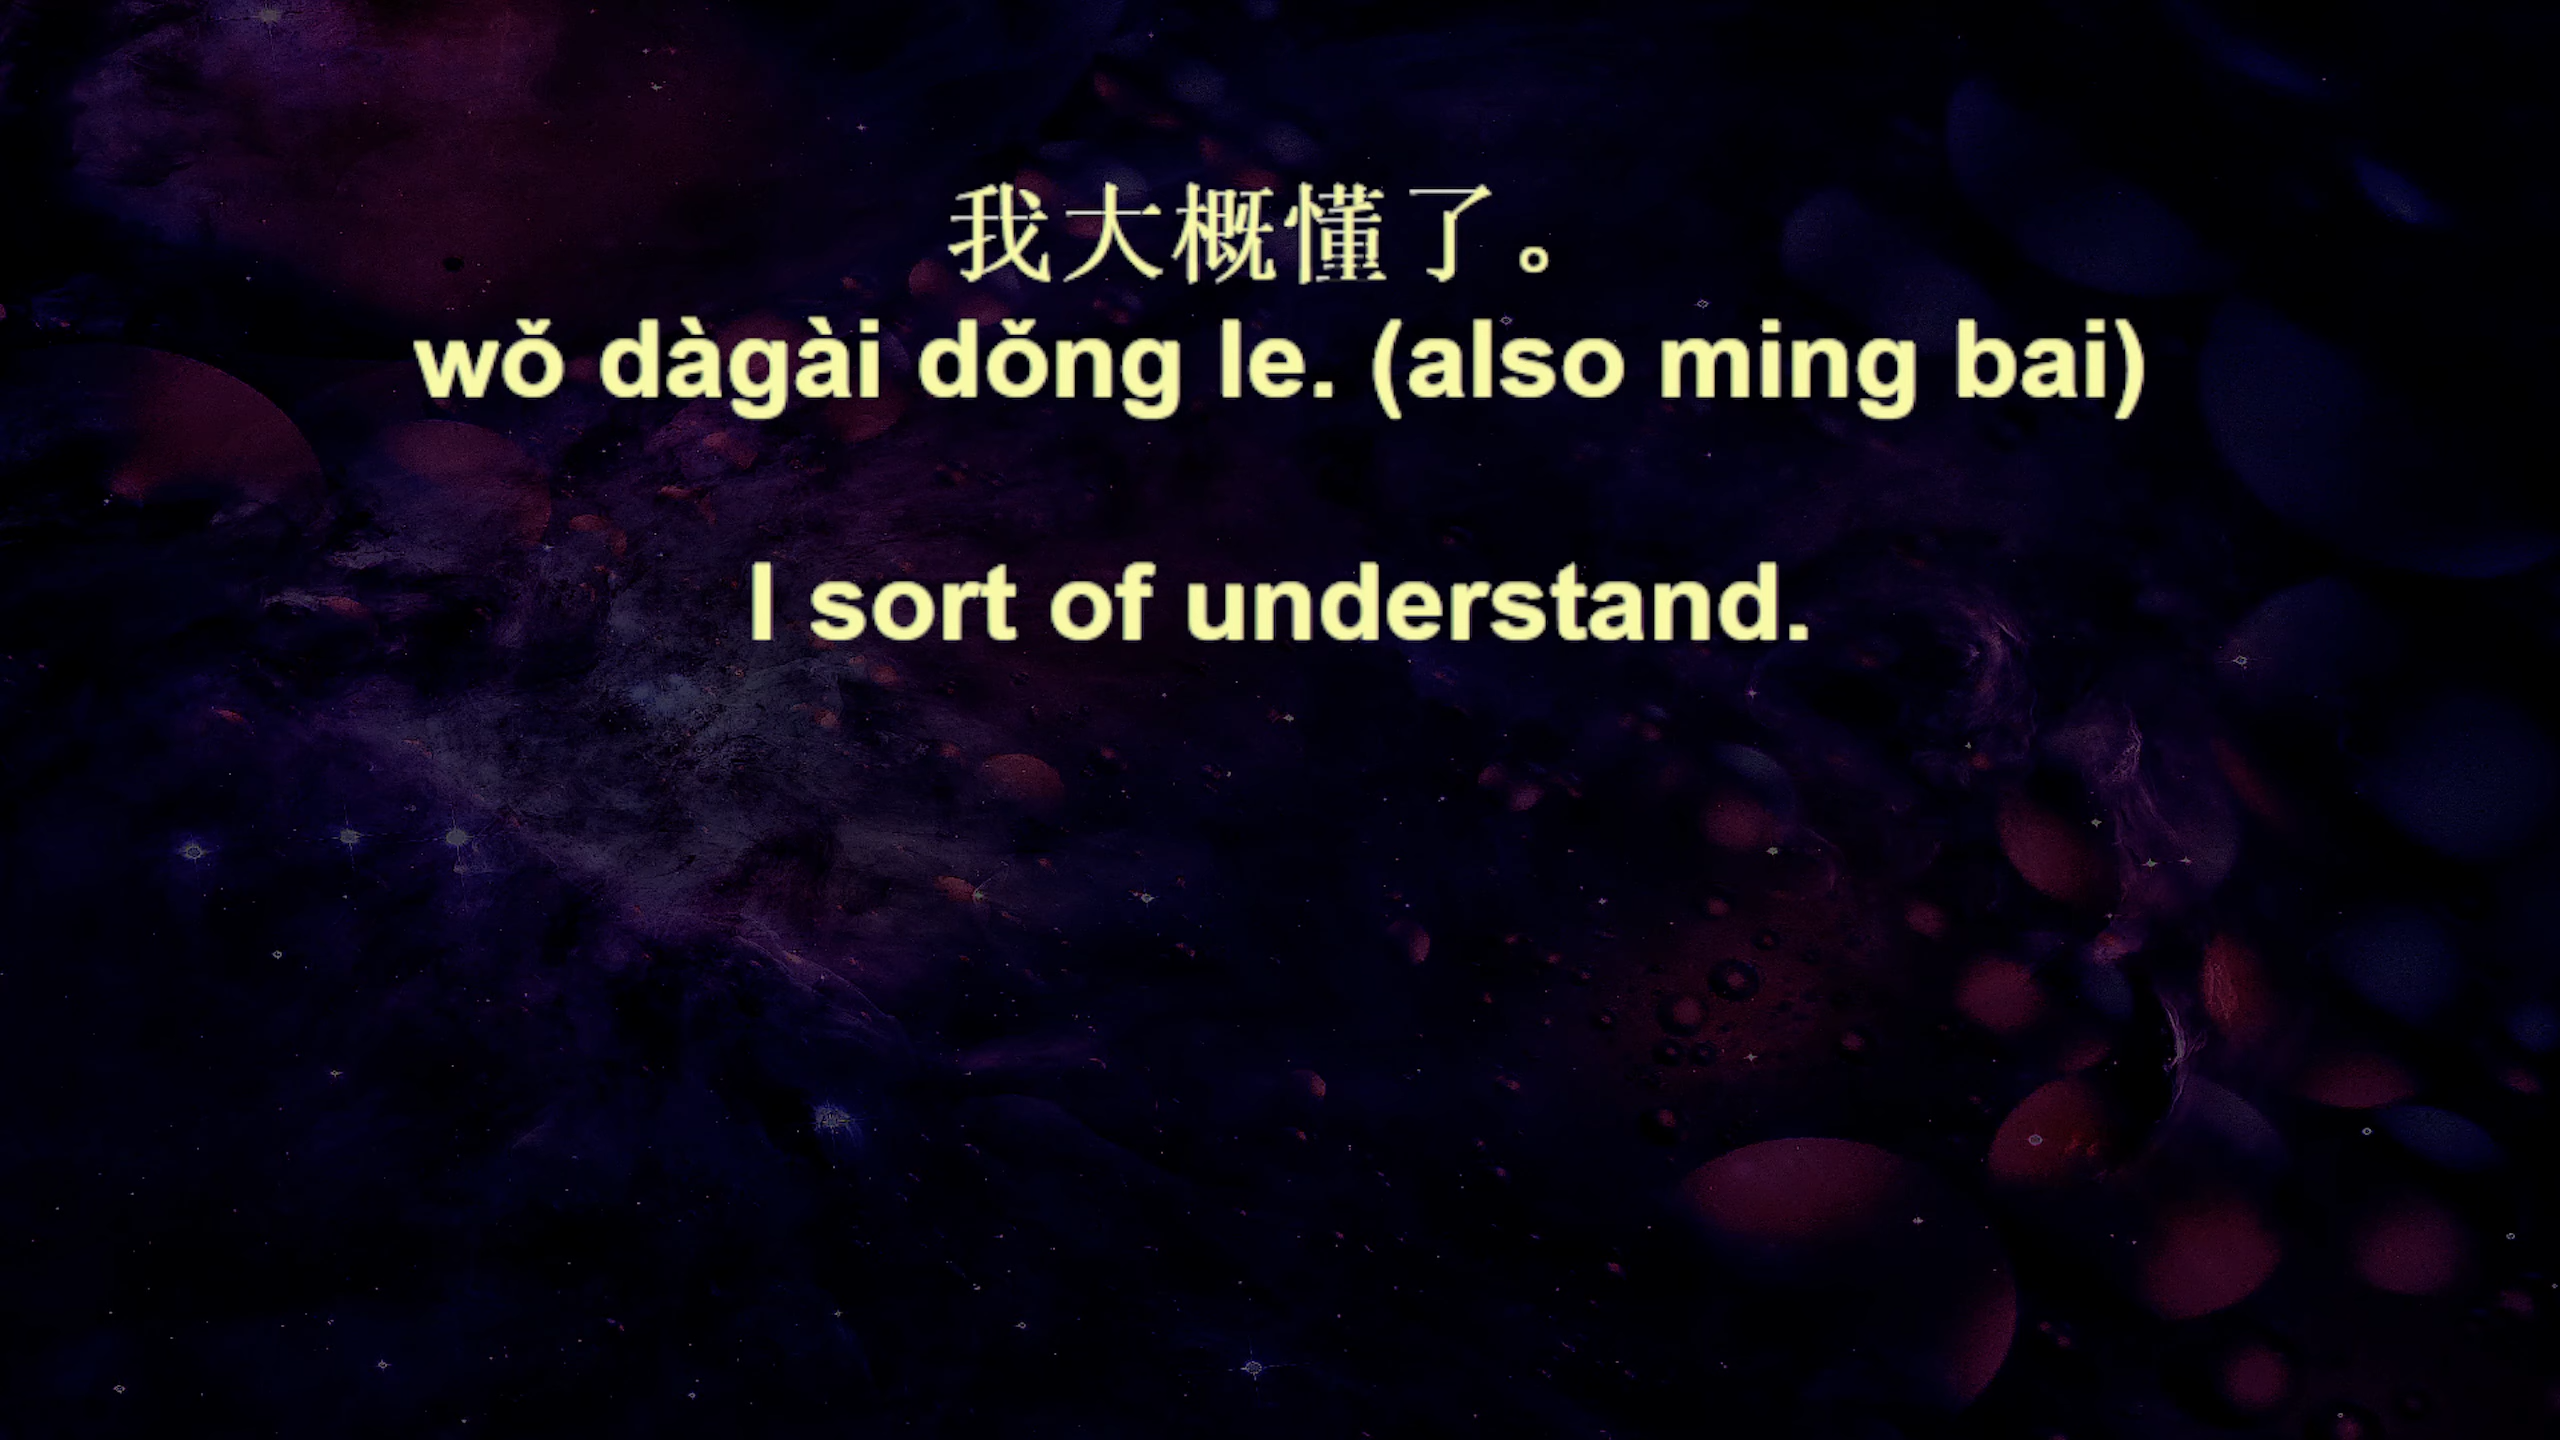 我大概懂了。
wǒ dàgài dǒng le. (also ming bai)
I sort of understand.